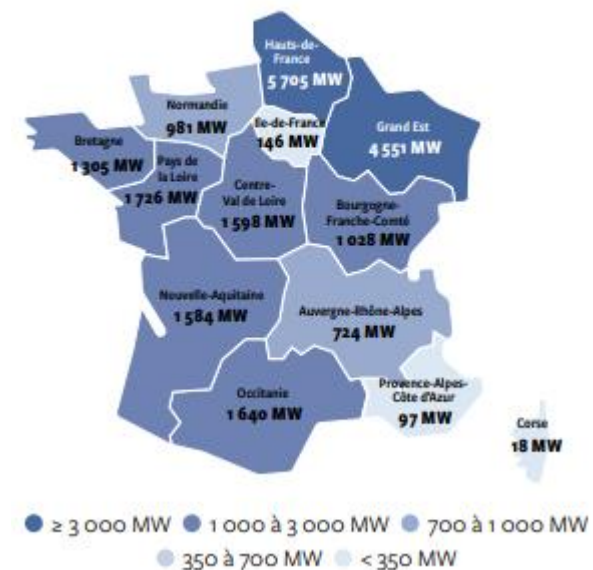 Hauts-de-
France
5 705 MW
Normandie
981 MW
Ile-de-France
146 MW
Grand Est
4 551 MW
Bretagne
1 305 MW
Pays de
la Loire
1 726 MW
Centre-
Val de Loire
1 598 MW
Bourgogne-
Franche-Comté
1 028 MW
Nouvelle-Aquitaine
1 584 MW
Auvergne-Rhône-Alpes
724 MW
Occitanie
1 640 MW
Provence-Alpes-
Côte d'Azur
97 MW
Corse
18 MW
≥ 3 000 MW 1 000 à 3 000 MW 700 à 1 000 MW
350 à 700 MW < 350 MW